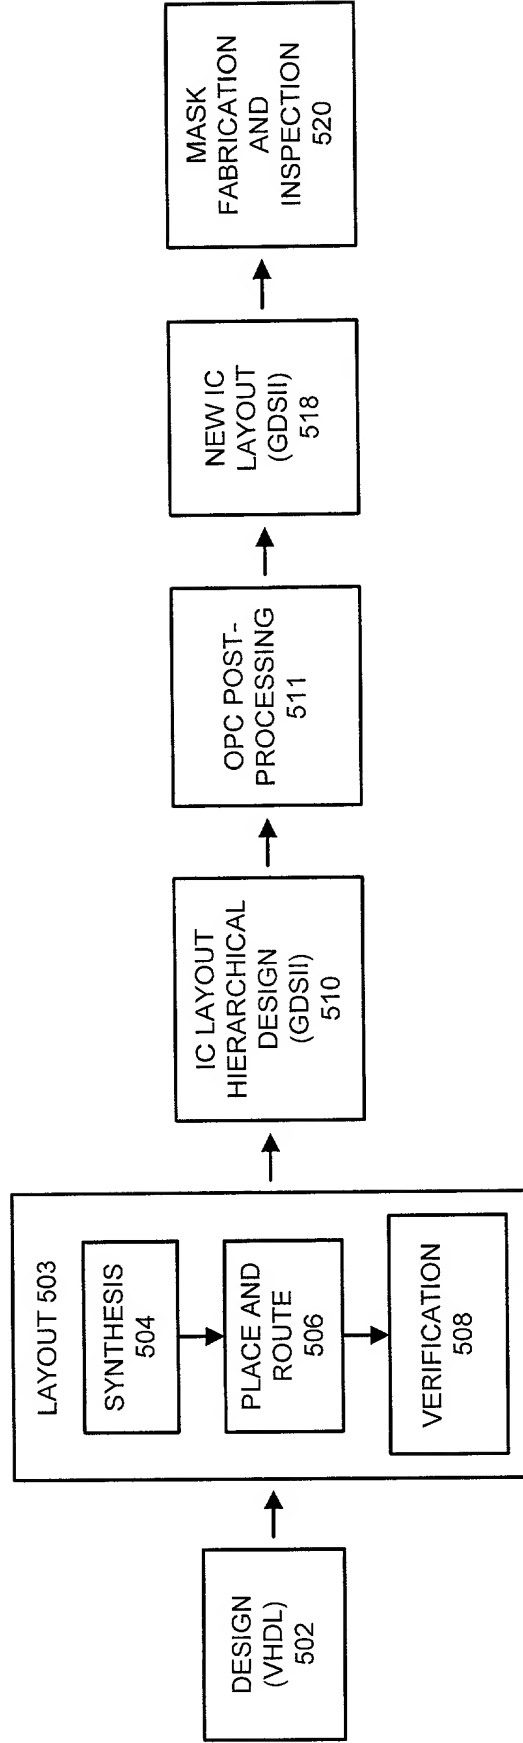 DESIGN
(VHDL)
502
LAYOUT 503
SYNTHESIS
504
PLACE AND
ROUTE
506
VERIFICATION
508
IC LAYOUT
HIERARCHICAL
DESIGN
(GDSII)
510
OPC POST-
PROCESSING
511
NEW IC
LAYOUT
(GDSII)
518
MASK
FABRICATION
AND
INSPECTION
520